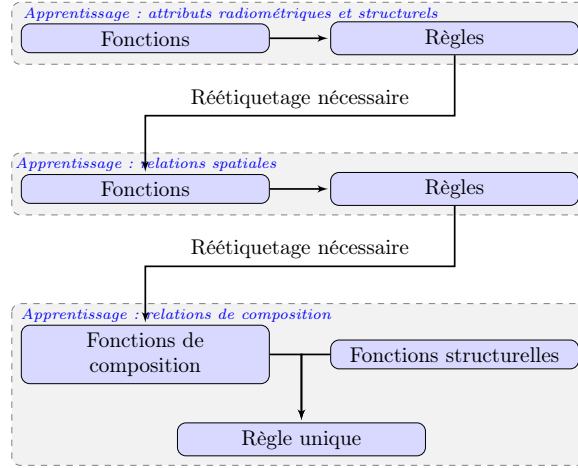 Apprentissage : attributs radiométriques et structurels
Fonctions
Règles
Réétiquetage nécessaire
Apprentissage : relations spatiales
Fonctions
Règles
Réétiquetage nécessaire
Apprentissage : relations de composition
Fonctions de
composition
Fonctions structurelles
Règle unique